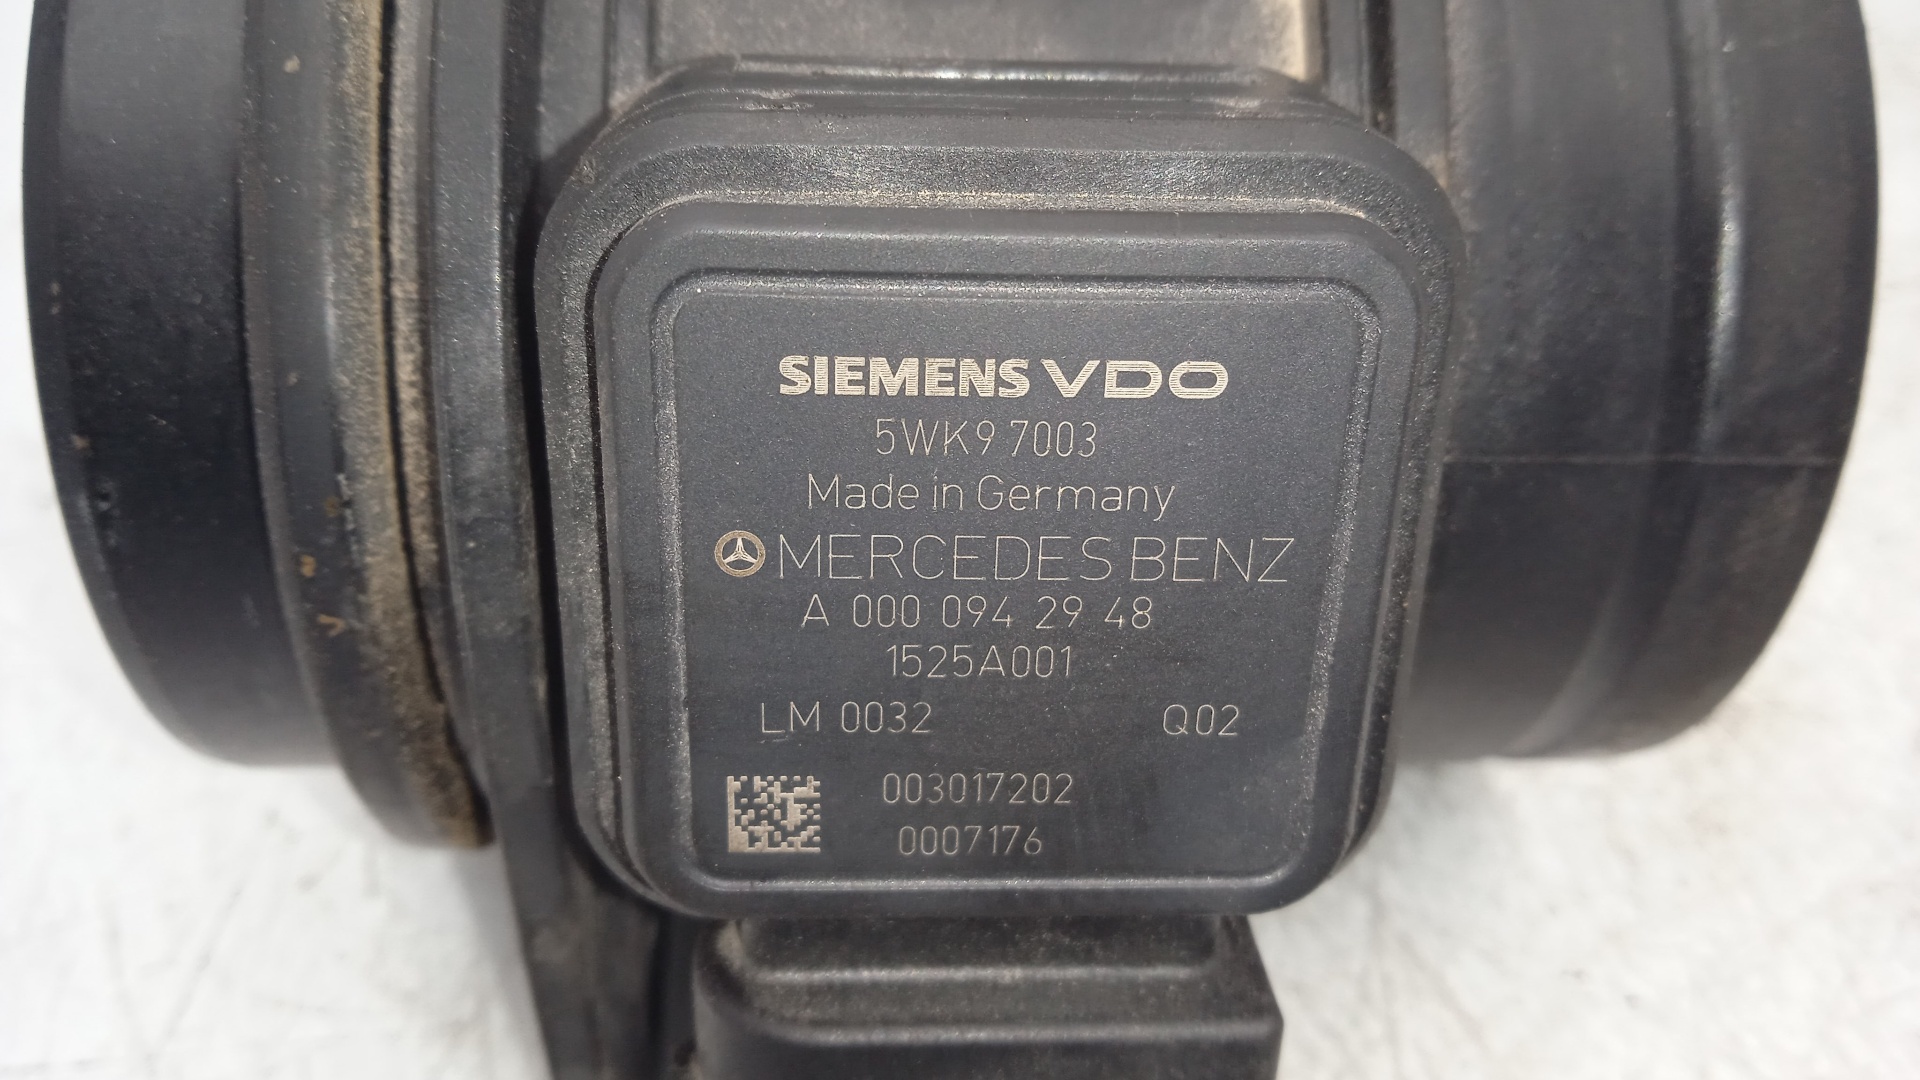 SIEMENS VDO
5WK9 7003
Made in Germany
MERCEDES BENZ
A 000 094 29 48
1525A001
LM 0032 Q02
003017202
0007176